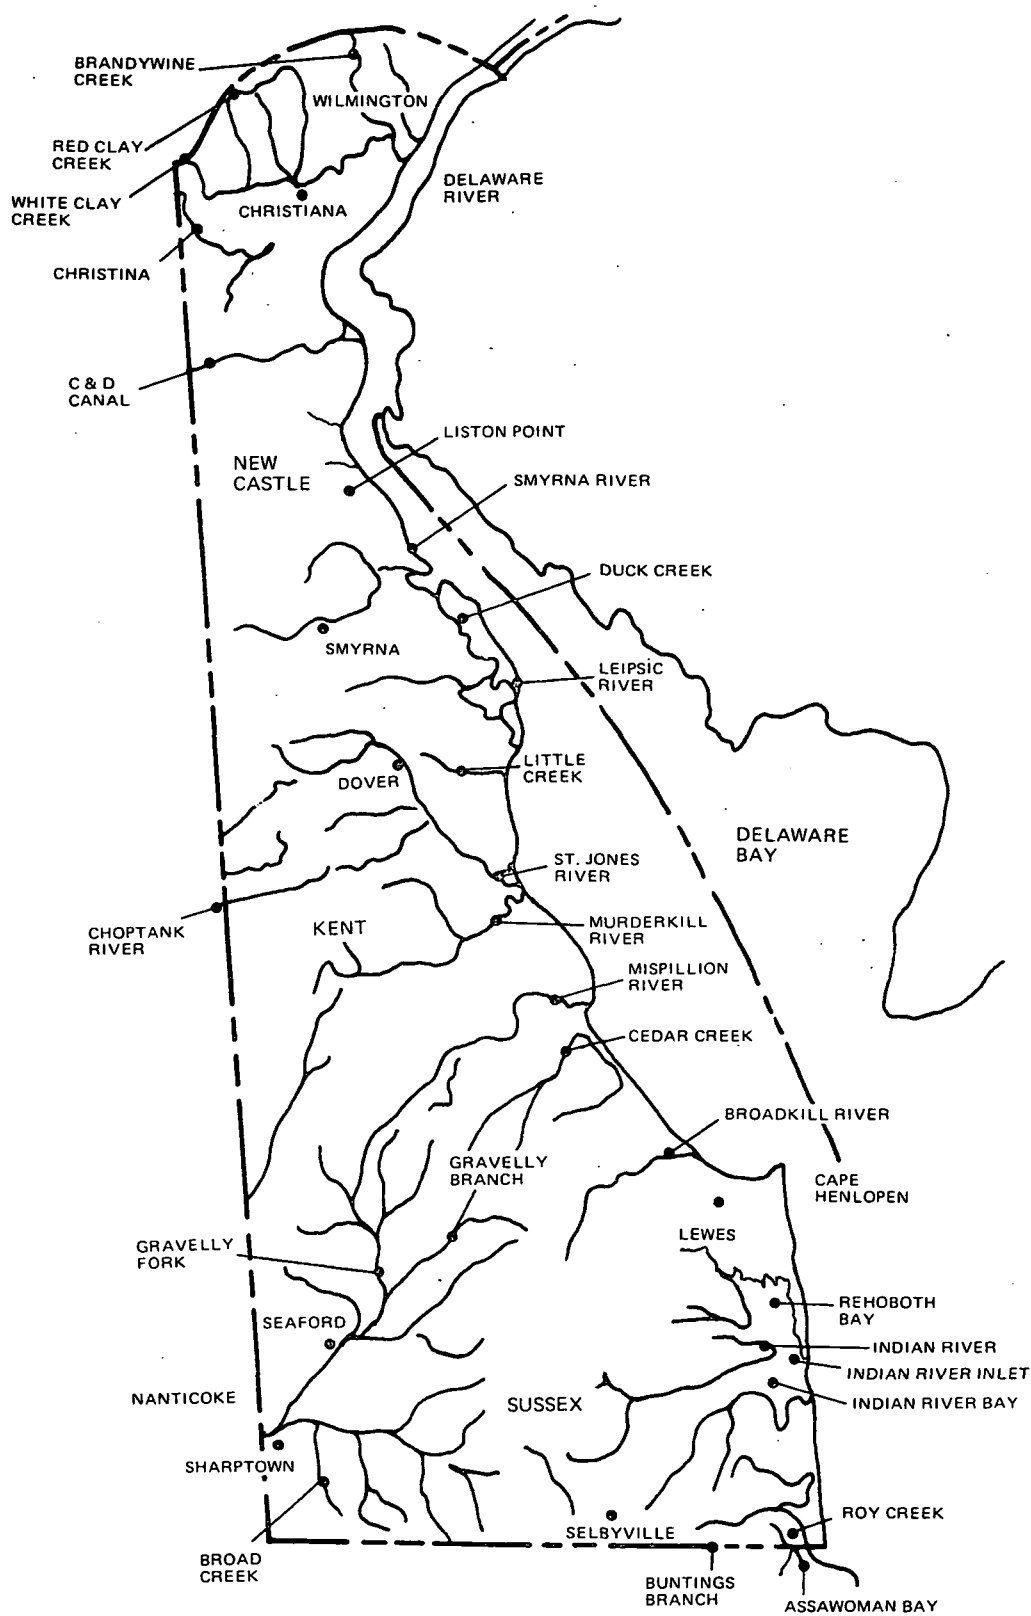 BRANDYWINE
CREEK
WILMINGTON
RED CLAY
CREEK
DELAWARE
RIVER
WHITE CLAY
CREEK
CHRISTIANA
CHRISTINA
C & D
CANAL
LISTON POINT
NEW
CASTLE
SMYRNA RIVER
DUCK CREEK
SMYRNA
LEIPSIC
RIVER
LITTLE
CREEK
DOVER
DELAWARE
BAY
ST. JONES
RIVER
CHOPTANK
RIVER
KENT
MURDERKILL
RIVER
MISPILLION
RIVER
CEDAR CREEK
BROADKILL RIVER
GRAVELLY
BRANCH
CAPE
HENLOPEN
LEWES
GRAVELLY
FORK
REHOBOTH
BAY
SEAFORD
INDIAN RIVER
INDIAN RIVER INLET
NANTICOKE
SUSSEX
INDIAN RIVER BAY
SHARPTOWN
ROY CREEK
SELBYVILLE
BROAD
CREEK
BUNTINGS
BRANCH
ASSAWOMAN BAY